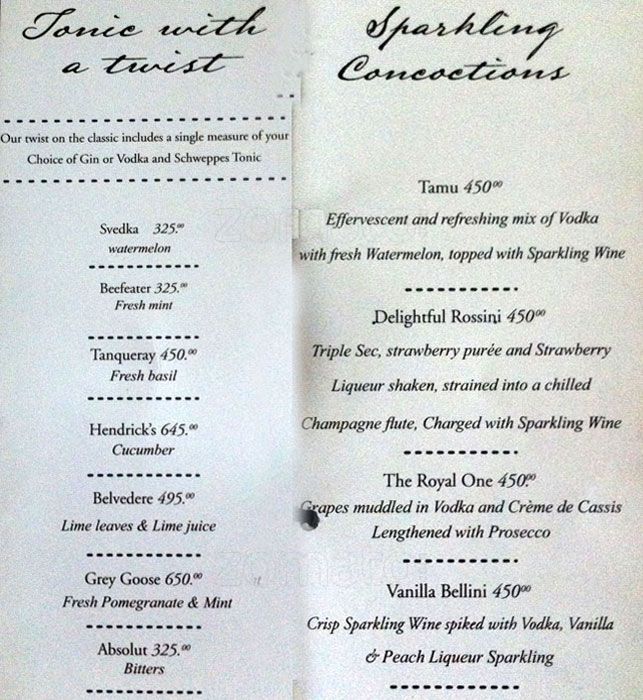 Tonic with
a twist
Our twist on the classic includes a single measure of your
Choice of Gin or Vodka and Schweppes Tonic
Svedka 325.00
watermelon
Beefeater 325.00
Fresh mint
Tanqueray 450.00
Fresh basil
Hendrick's 645.00
Cucumber
Belvedere 495.00
Lime leaves & Lime juice
Grey Goose 650.00
Fresh Pomegranate & Mint
Absolut 325.00
Bitters
Sparkling
Concoctions
Tamu 45000
Effervescent and refreshing mix of Vodka
with fresh Watermelon, topped with Sparkling Wine
Delightful Rossini 45000
Triple Sec, strawberry purée and Strawberry
Liqueur shaken, strained into a chilled
Champagne flute, Charged with Sparkling Wine
The Royal One 450.00
Grapes muddled in Vodka and Crème de Cassis
Lengthened with Prosecco
Vanilla Bellini 45000
Crisp Sparkling Wine spiked with Vodka, Vanilla
& Peach Liqueur Sparkling